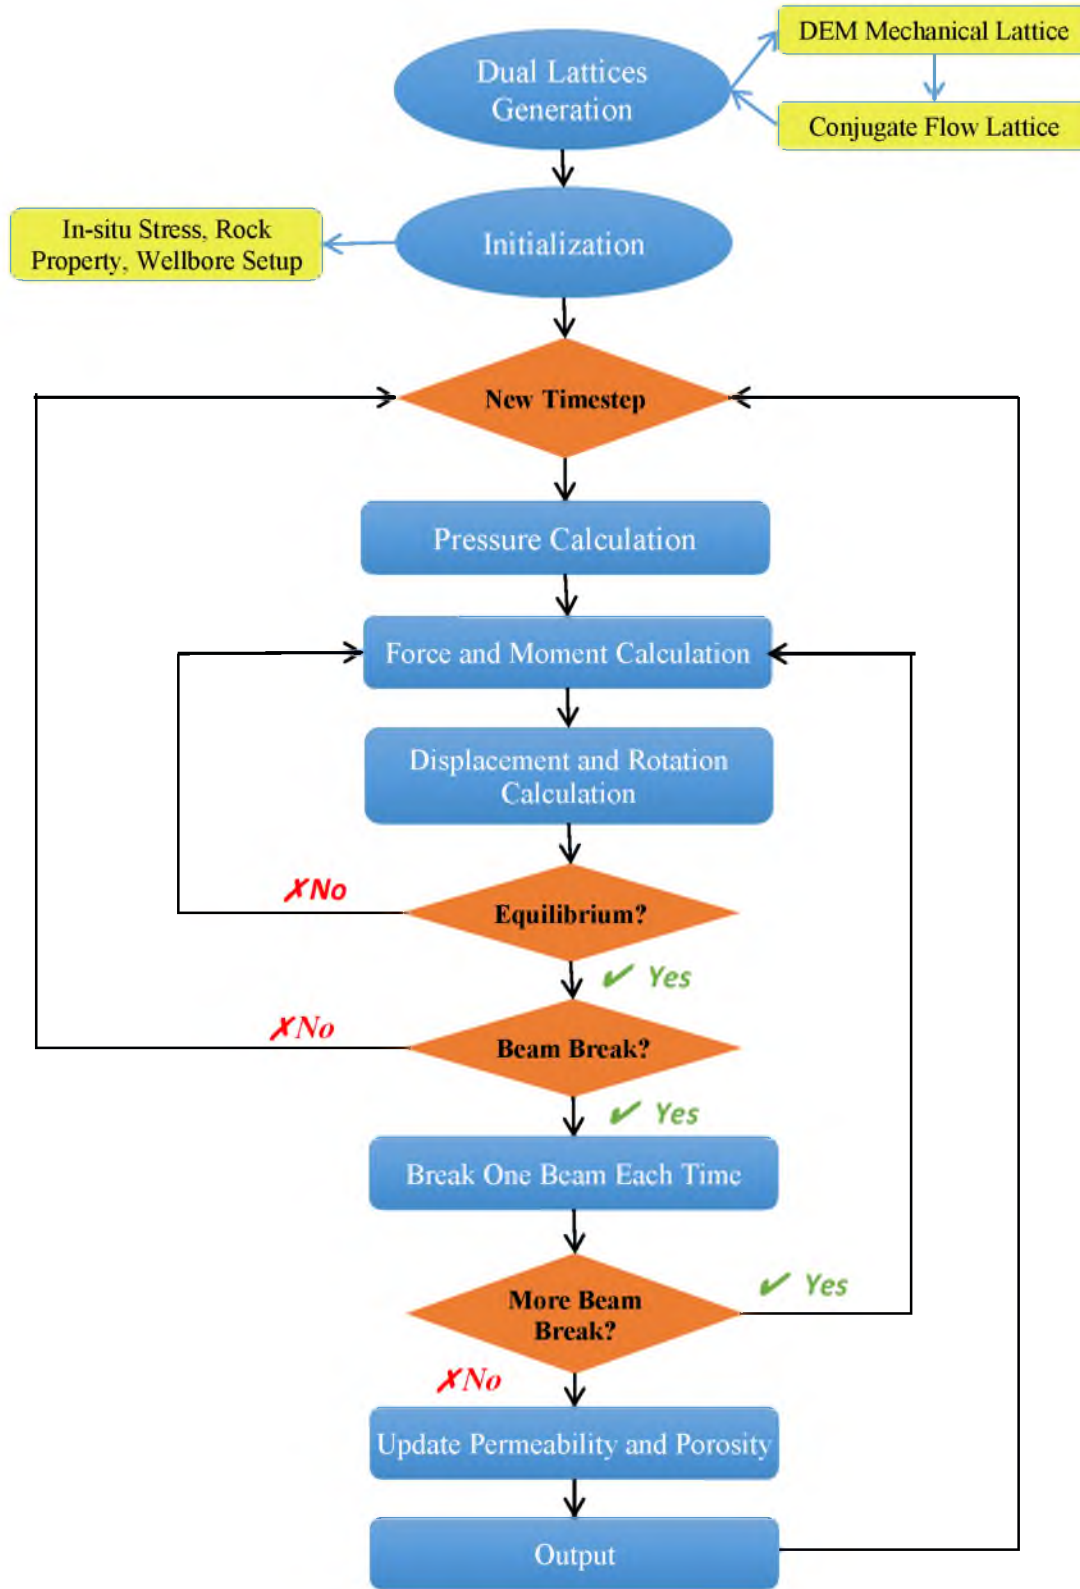 DEM Mechanical Lattice
Dual Lattices
Generation
Conjugate Flow Lattice
In-situ Stress, Rock
Property, Wellbore Setup
Initialization
New Timestep
Pressure Calculation
Force and Moment Calculation
Displacement and Rotation
Calculation
✗No
Equilibrium?
✔ Yes
✗No
Beam Break?
✔ Yes
Break One Beam Each Time
More Beam
Break?
✔ Yes
✗No
Update Permeability and Porosity
Output